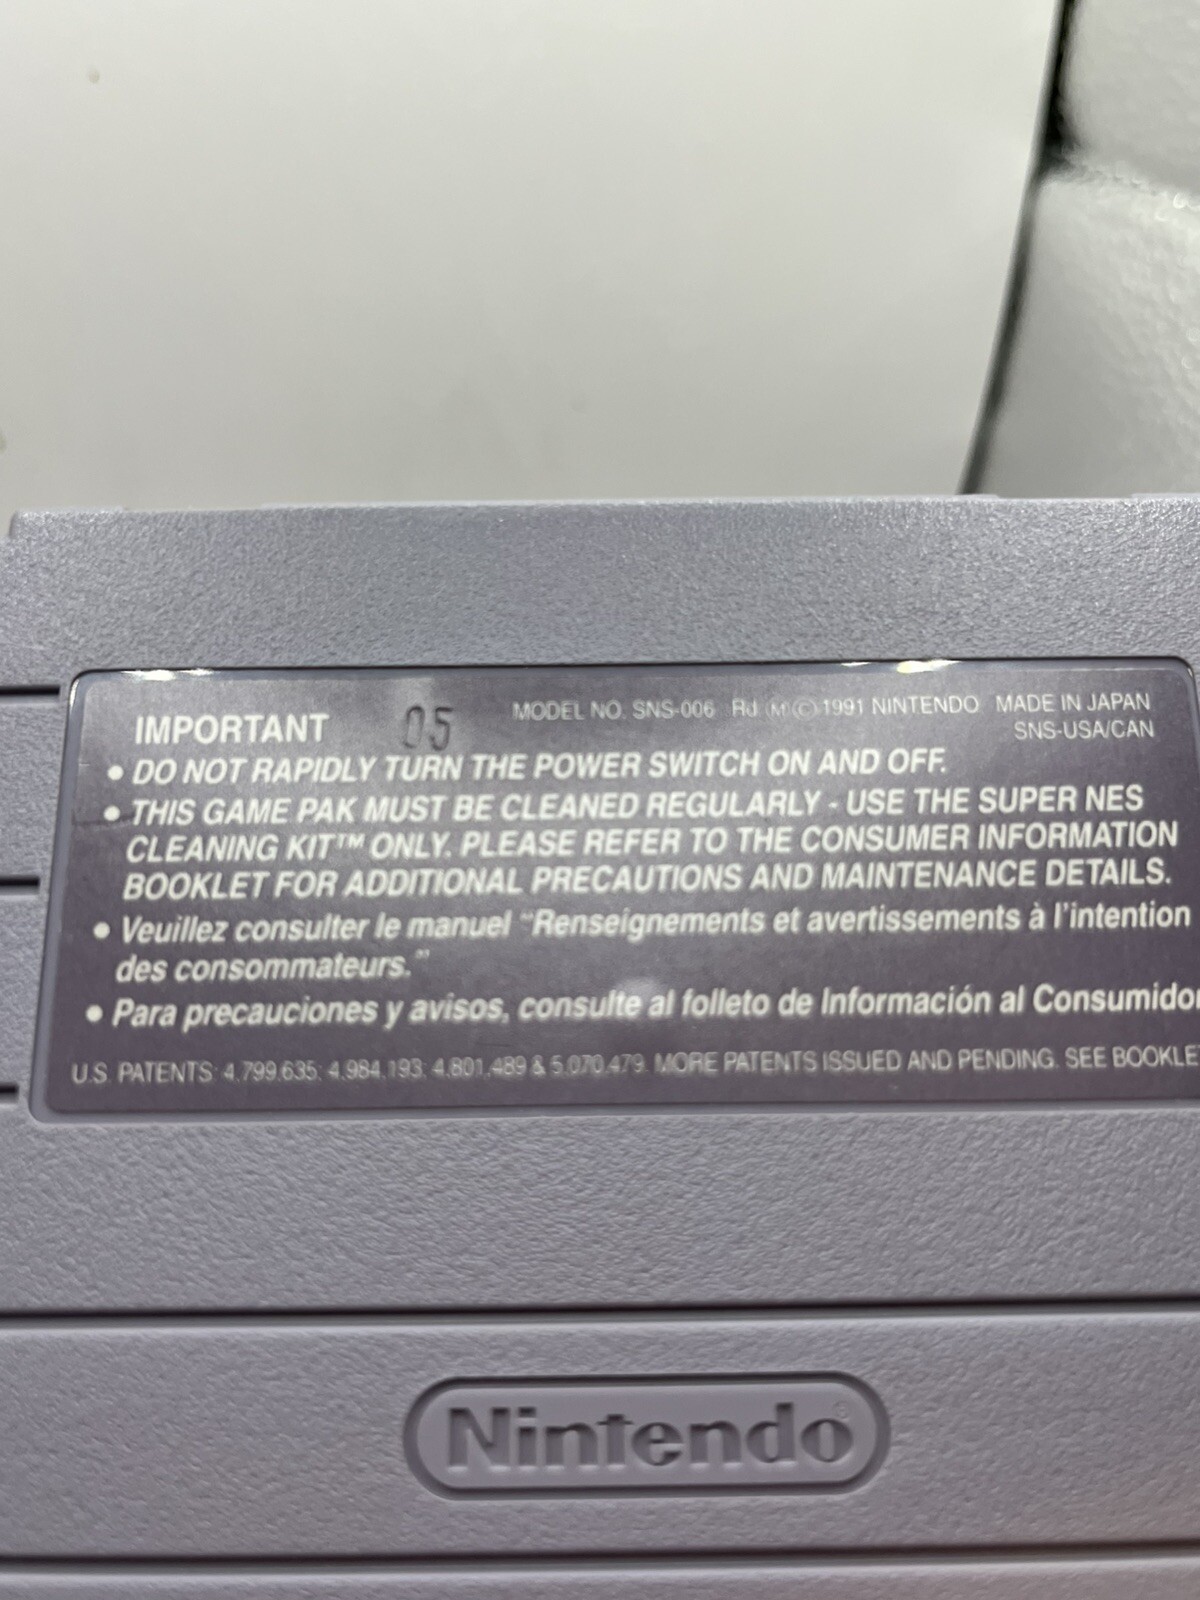 IMPORTANT 05 MODEL NO. SNS-006 Rd Ⓜ © 1991 NINTENDO MADE IN JAPAN
SNS-USA/CAN
• DO NOT RAPIDLY TURN THE POWER SWITCH ON AND OFF.
• THIS GAME PAK MUST BE CLEANED REGULARLY - USE THE SUPER NES
CLEANING KIT™ ONLY. PLEASE REFER TO THE CONSUMER INFORMATION
BOOKLET FOR ADDITIONAL PRECAUTIONS AND MAINTENANCE DETAILS.
• Veuillez consulter le manuel "Renseignements et avertissements à l'intention
des consommateurs."
• Para precauciones y avisos, consulte al folleto de Información al Consumido
U.S. PATENTS: 4,799,635; 4,984,193; 4,801,489 & 5,070,479. MORE PATENTS ISSUED AND PENDING. SEE BOOKLE
Nintendo®